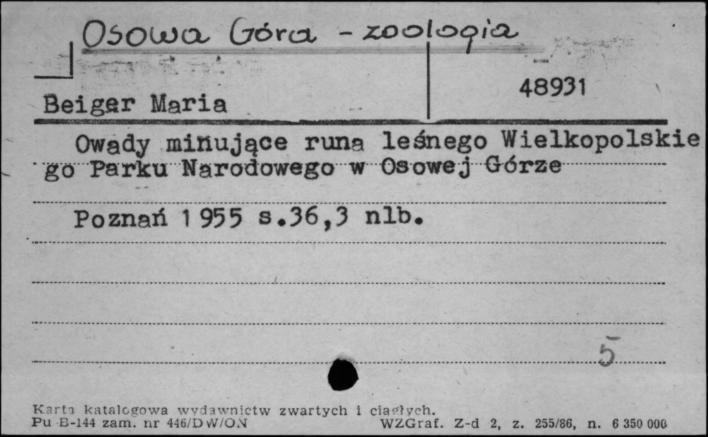 Osowa Góra - zoologia
48931
Beiger Maria
Owady minujące runa leśnego Wielkopolskie
go Parku Narodowego w Osowej Górze
Poznań 1955 s.36,3 nlb.
5
Karta katalogowa wydawnictw zwartych i ciągłych.
Pu B-144 zam. nr 446/DW/ON WZGraf. Z-d 2, z. 255/86, n. 6 350 000